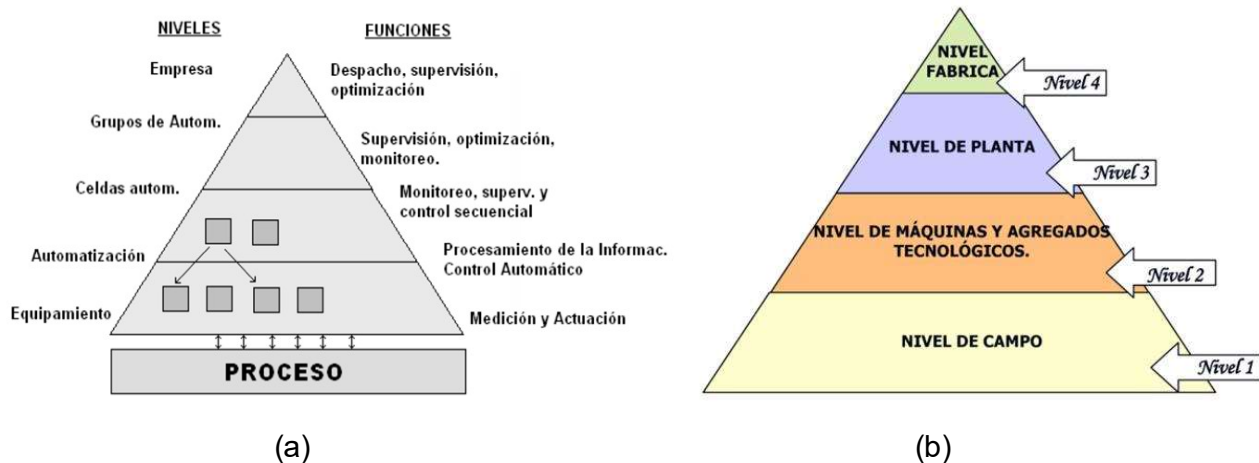 NIVELES
FUNCIONES
Empresa
Despacho, supervisión,
optimización
Grupos de Autom.
Supervisión, optimización,
monitoreo.
Celdas autom.
Monitoreo, superv. y
control secuencial
Automatización
Procesamiento de la Informac.
Control Automático
Equipamiento
Medición y Actuación
PROCESO
(a)
NIVEL
FABRICA
Nivel 4
NIVEL DE PLANTA
Nivel 3
NIVEL DE MÁQUINAS Y AGREGADOS
TECNOLÓGICOS.
Nivel 2
NIVEL DE CAMPO
Nivel 1
(b)